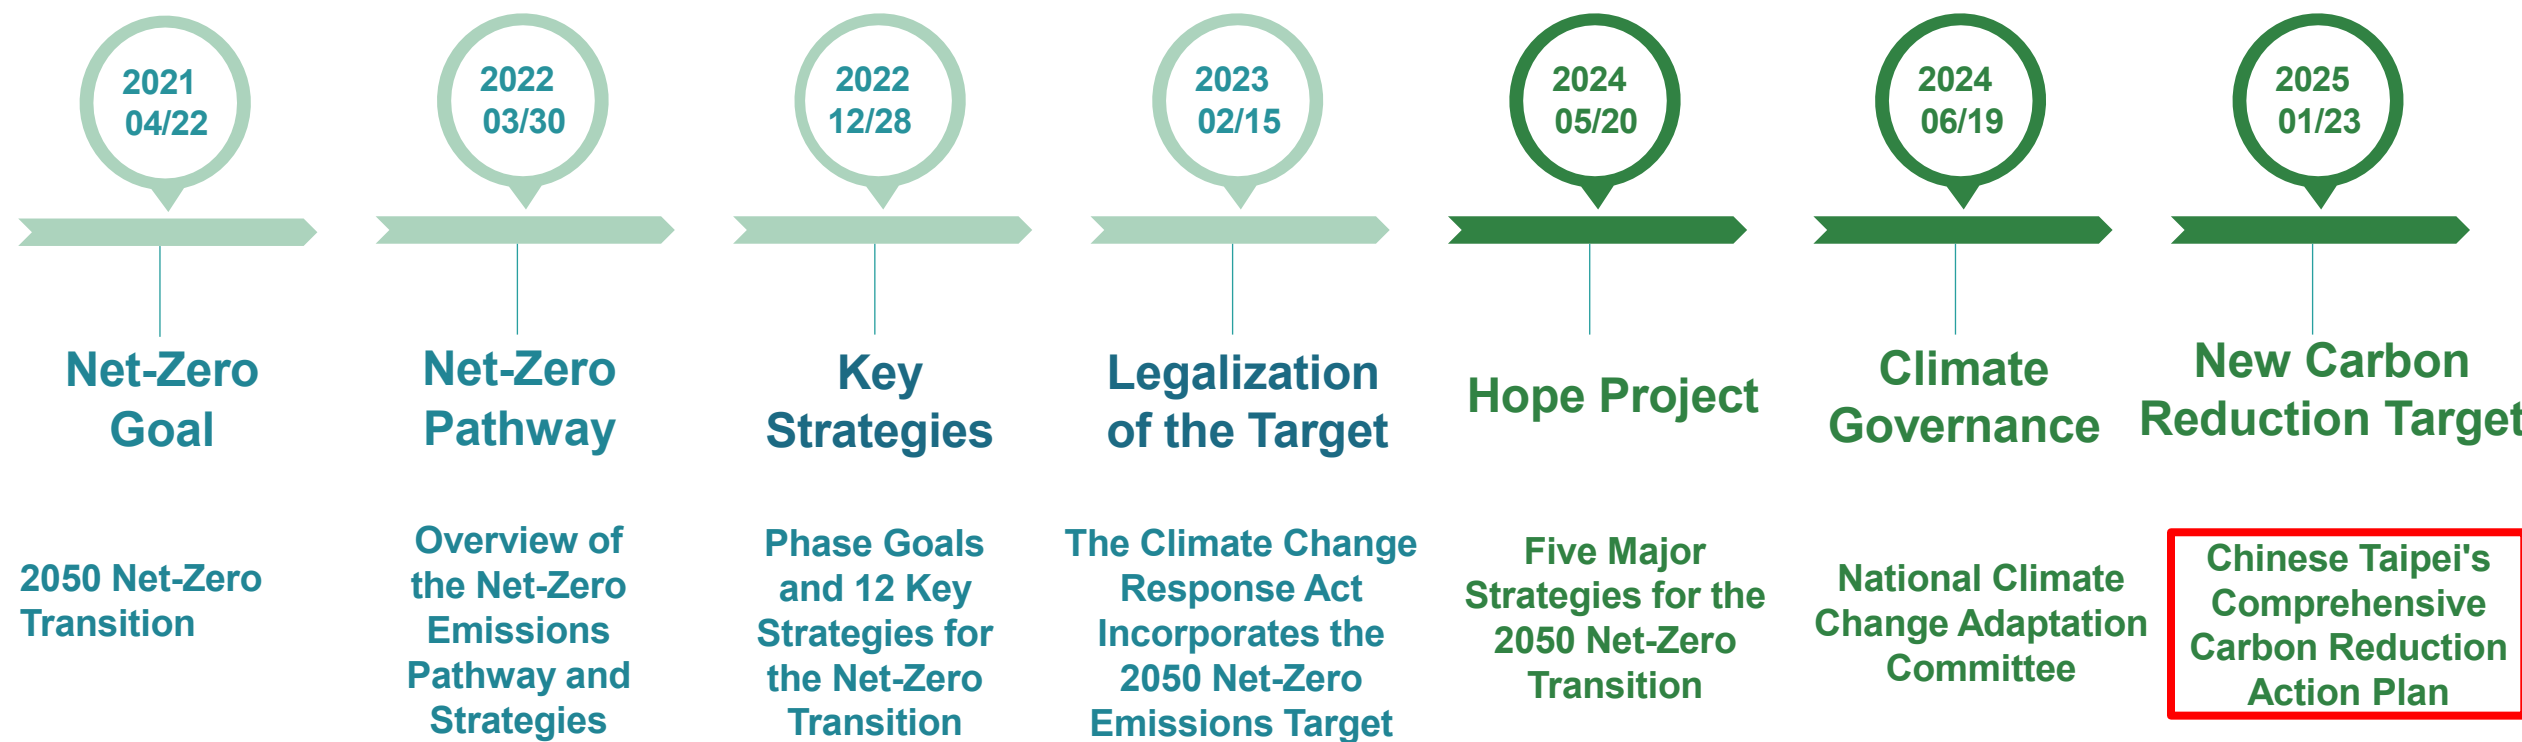 2021
04/22
Net-Zero
Goal
2050 Net-Zero
Transition
2022
03/30
Net-Zero
Pathway
Overview of
the Net-Zero
Emissions
Pathway and
Strategies
2022
12/28
Key
Strategies
Phase Goals
and 12 Key
Strategies for
the Net-Zero
Transition
2023
02/15
Legalization
of the Target
The Climate Change
Response Act
Incorporates the
2050 Net-Zero
Emissions Target
2024
05/20
Hope Project
Five Major
Strategies for the
2050 Net-Zero
Transition
2024
06/19
Climate
Governance
National Climate
Change Adaptation
Committee
2025
01/23
New Carbon
Reduction Target
Chinese Taipei's
Comprehensive
Carbon Reduction
Action Plan